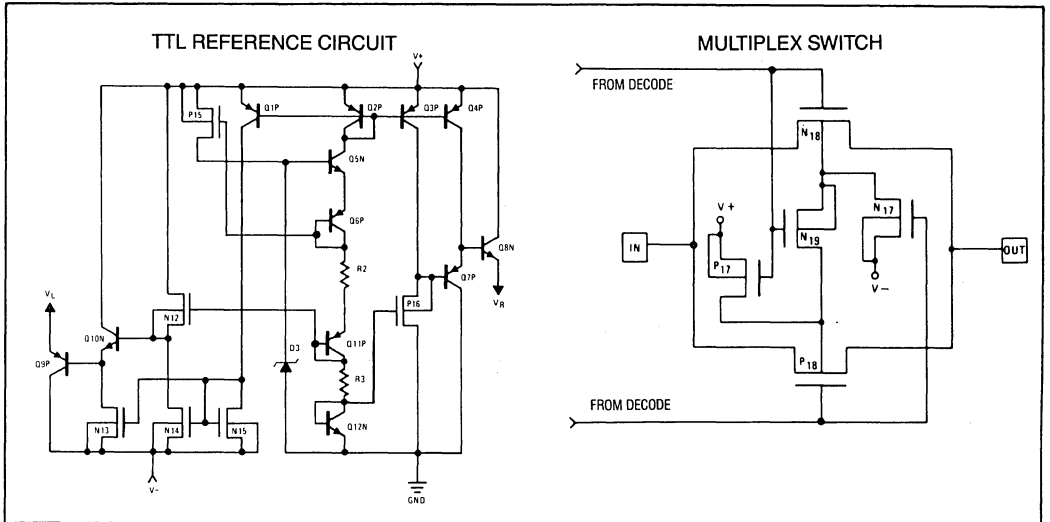 TTL REFERENCE CIRCUIT
MULTIPLEX SWITCH
V+
FROM DECODE
P15
Q1P
Q2P
Q3P
Q4P
N18
Q5N
Q6P
V+
N17
N19
IN
P17
OUT
Q8N
R2
Q7P
V-
VL
P16
VR
N12
Q10N
Q11P
D3
Q9P
P18
R3
FROM DECODE
N13
N14
N15
Q12N
V-
GND